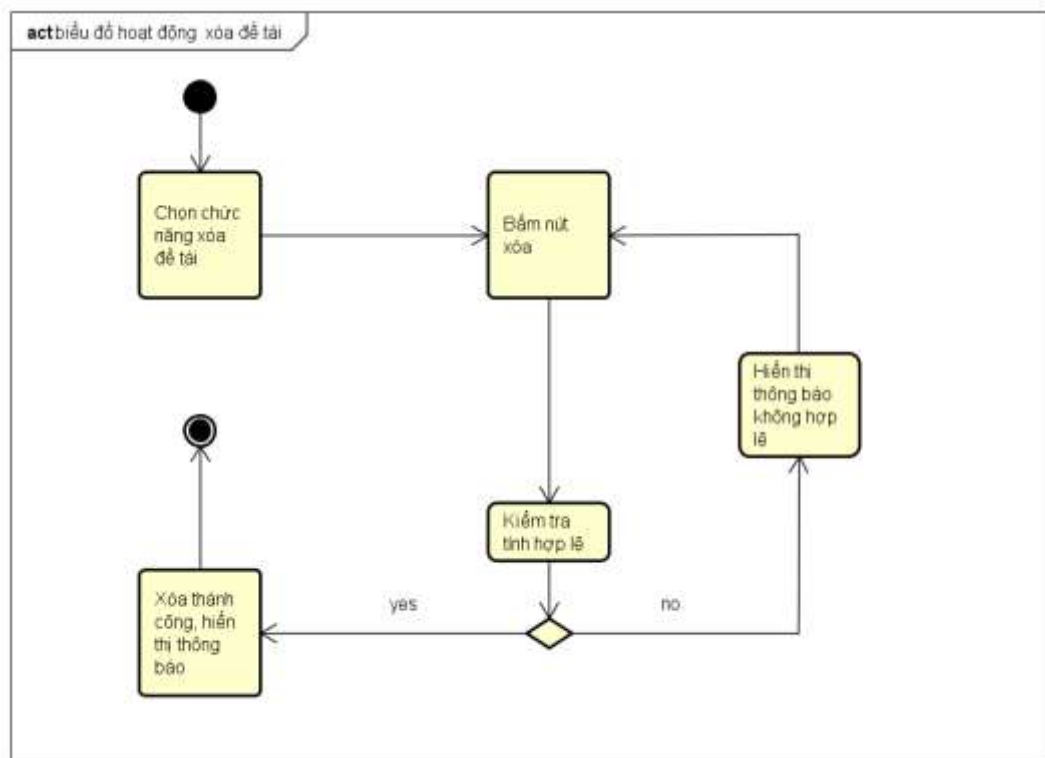 act biểu đồ hoạt động xóa đề tài
Chọn chức
năng xóa
đề tài
Bấm nút
xóa
Hiển thị
thông báo
không hợp
lệ
Kiểm tra
tính hợp lệ
yes
no
Xóa thành
công, hiển
thị thông
báo